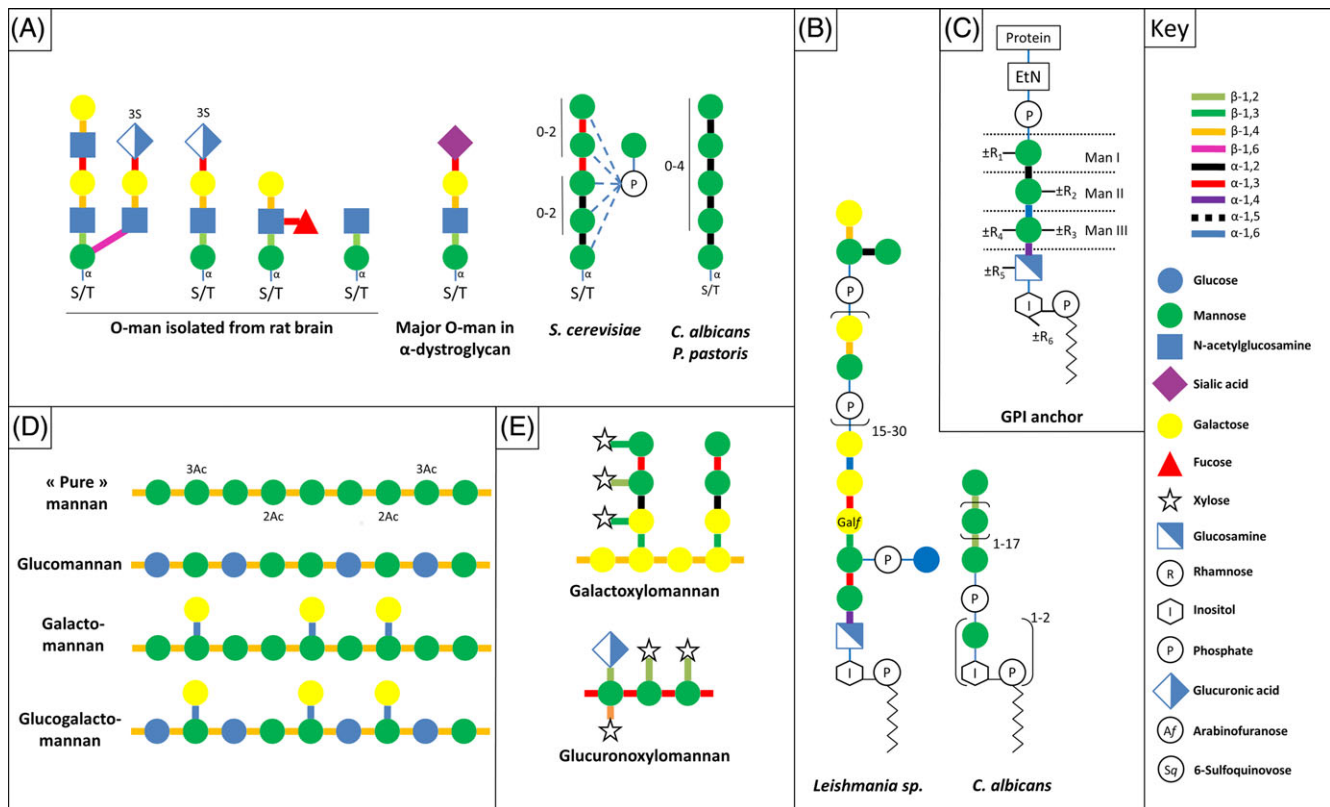 (A)
3S
3S
α
α
α
α
α
α
α
S/T
S/T
S/T
S/T
S/T
S/T
S/T
0-2
0-2
P
0-4
O-man isolated from rat brain
Major O-man in
α-dystroglycan
S. cerevisiae
C. albicans
P. pastoris
(B)
P
P
15-30
Galf
P
I
P
Leishmania sp.
1-17
P
1-2
I
P
C. albicans
(C)
Protein
EtN
P
±R1
Man I
±R2
Man II
±R4
±R3
Man III
±R5
I
P
±R6
GPI anchor
(D)
« Pure »
mannan
3Ac
3Ac
2Ac
2Ac
Glucomannan
Galacto-
mannan
Glucogalacto-
mannan
(E)
Galactoxylomannan
Glucuronoxylomannan
Key
β-1,2
β-1,3
β-1,4
β-1,6
α-1,2
α-1,3
α-1,4
α-1,5
α-1,6
Glucose
Mannose
N-acetylglucosamine
Sialic acid
Galactose
Fucose
Xylose
Glucosamine
R
Rhamnose
I
Inositol
P
Phosphate
Glucuronic acid
Af
Arabinofuranose
Sq
6-Sulfoquinovose